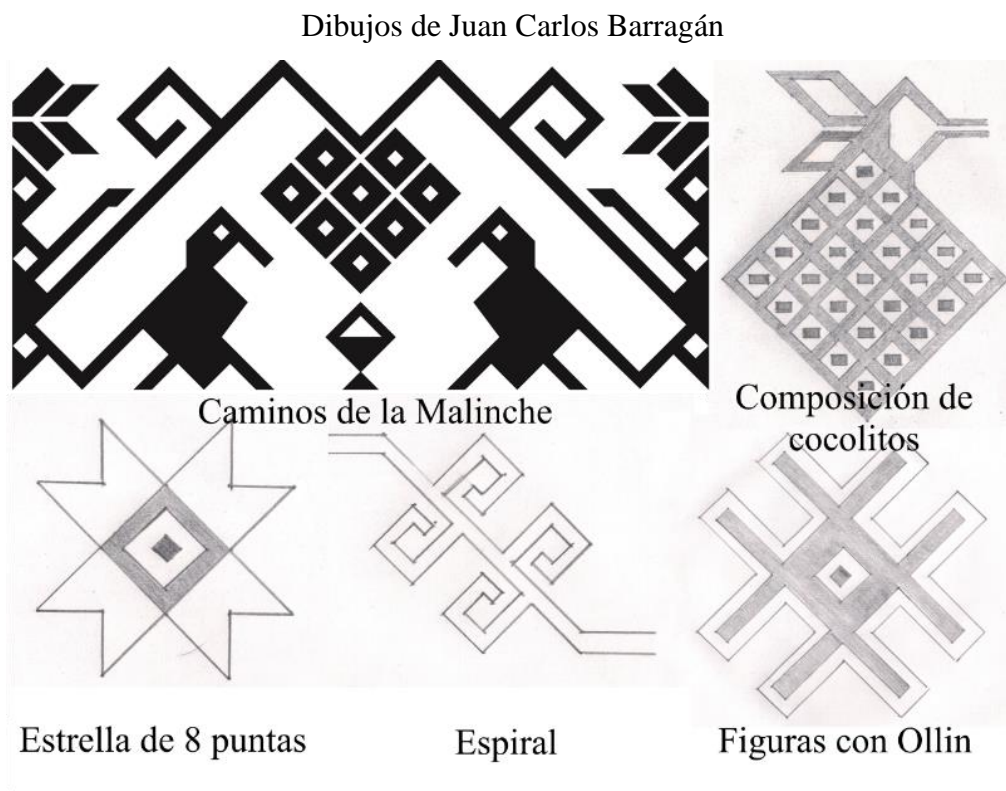 Dibujos de Juan Carlos Barragán
Caminos de la Malinche
Composición de
cocolitos
Estrella de 8 puntas
Espiral
Figuras con Ollin